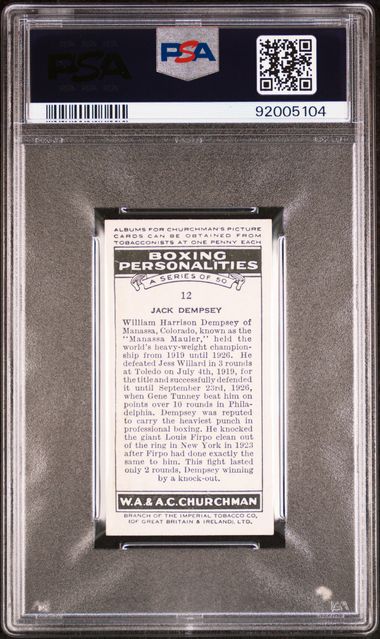 PSA
PSA
92005104
ALBUMS FOR CHURCHMAN'S PICTURE
CARDS CAN BE OBTAINED FROM
TOBACCONISTS AT ONE PENNY EACH
BOXING
PERSONALITIES
A SERIES OF 50
12
JACK DEMPSEY
William Harrison Dempsey of
Manassa, Colorado, known as the
"Manassa Mauler," held the
world's heavy-weight champion-
ship from 1919 until 1926. He
defeated Jess Willard in 3 rounds
at Toledo on July 4th, 1919, for
the title and successfully defended
it until September 23rd, 1926,
when Gene Tunney beat him on
points over 10 rounds in Phila-
delphia. Dempsey was reputed
to carry the heaviest punch in
professional boxing. He knocked
the giant Louis Firpo clean out
of the ring in New York in 1923
after Firpo had done exactly the
same to him. This fight lasted
only 2 rounds, Dempsey winning
by a knock-out.
W.A. & A.C. CHURCHMAN
BRANCH OF THE IMPERIAL TOBACCO CO.
(OF GREAT BRITAIN & IRELAND), LTD.